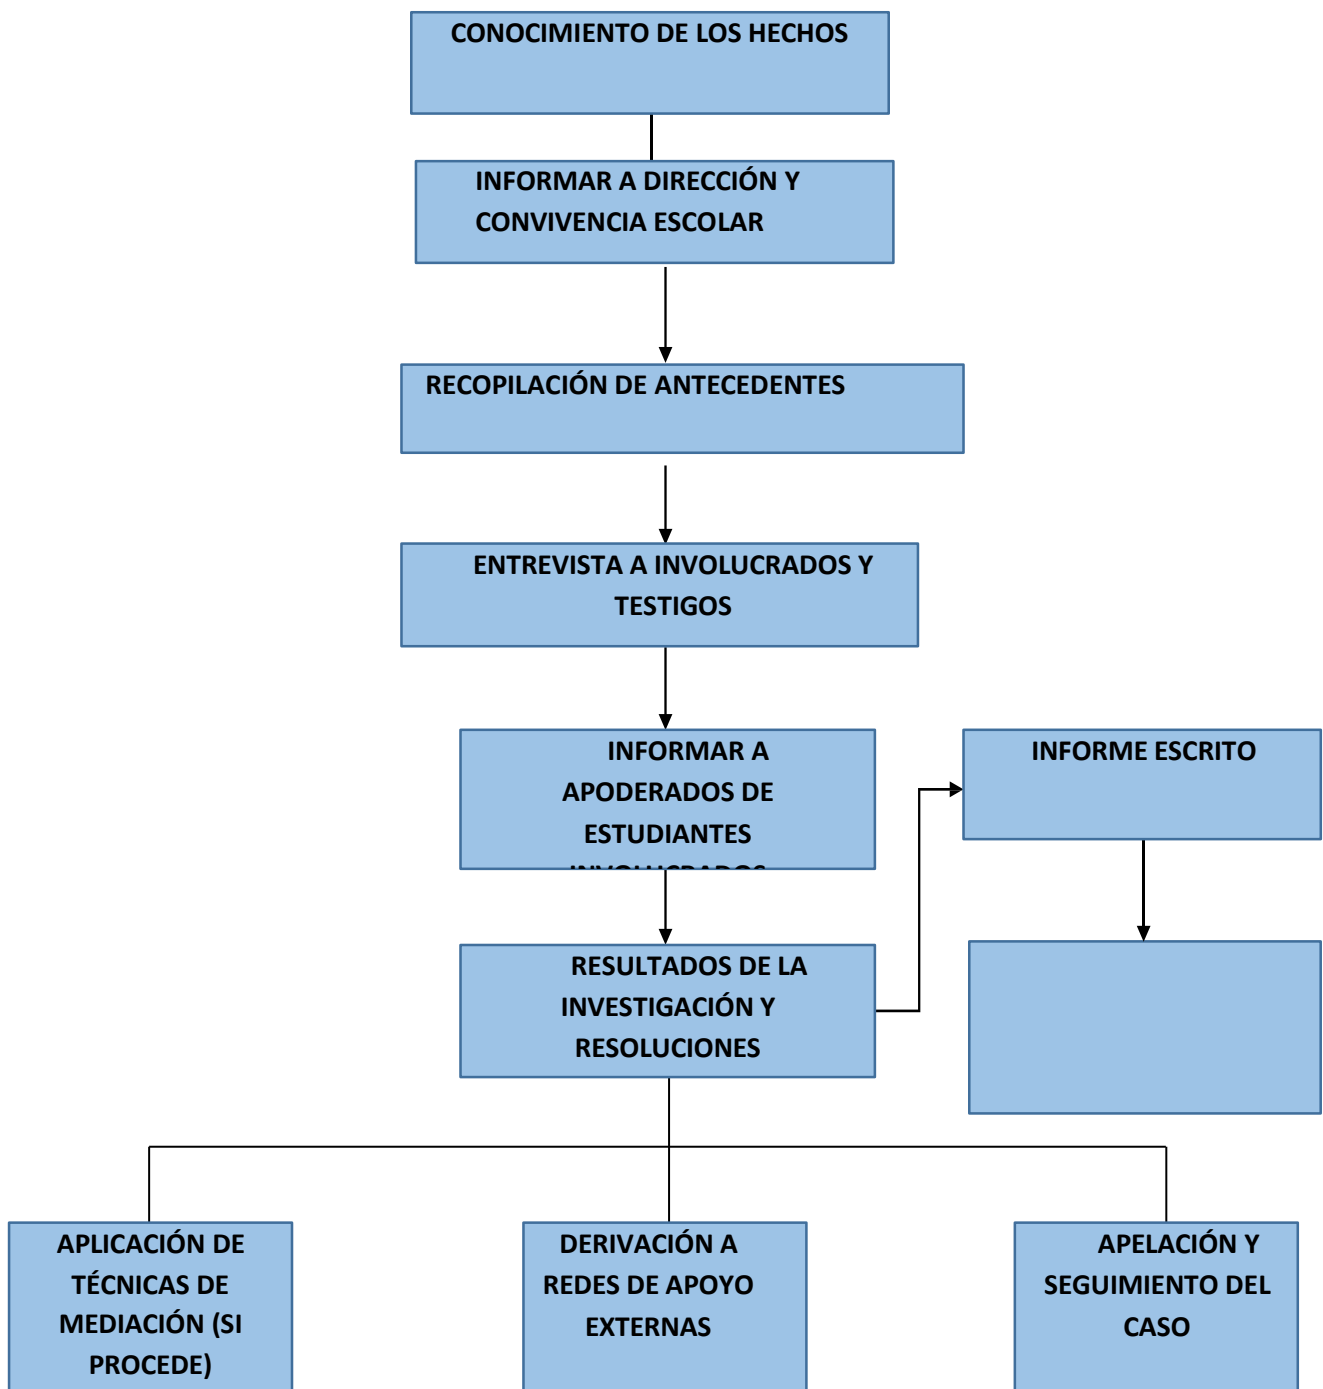 CONOCIMIENTO DE LOS HECHOS
INFORMAR A DIRECCIÓN Y
CONVIVENCIA ESCOLAR
RECOPILACIÓN DE ANTECEDENTES
ENTREVISTA A INVOLUCRADOS Y
TESTIGOS
INFORMAR A
APODERADOS DE
ESTUDIANTES
INVOLUCRADOS
INFORME ESCRITO
RESULTADOS DE LA
INVESTIGACIÓN Y
RESOLUCIONES
APLICACIÓN DE
TÉCNICAS DE
MEDIACIÓN (SI
PROCEDE)
DERIVACIÓN A
REDES DE APOYO
EXTERNAS
APELACIÓN Y
SEGUIMIENTO DEL
CASO